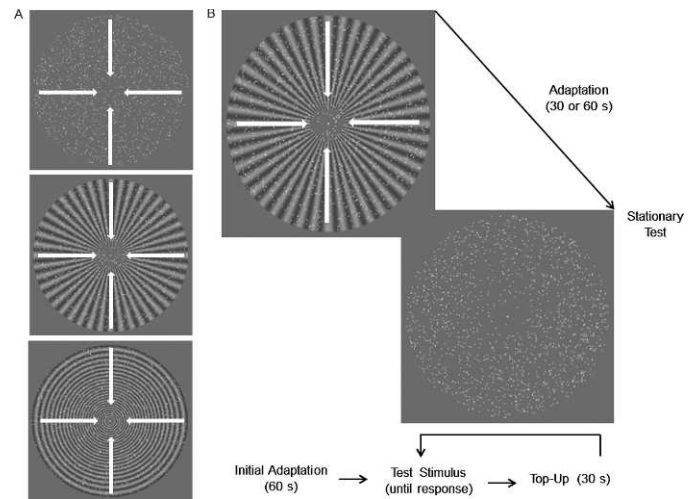 A
B
Adaptation
(30 or 60 s)
Stationary
Test
Initial Adaptation
(60 s)
Test Stimulus
(until response)
Top-Up (30 s)